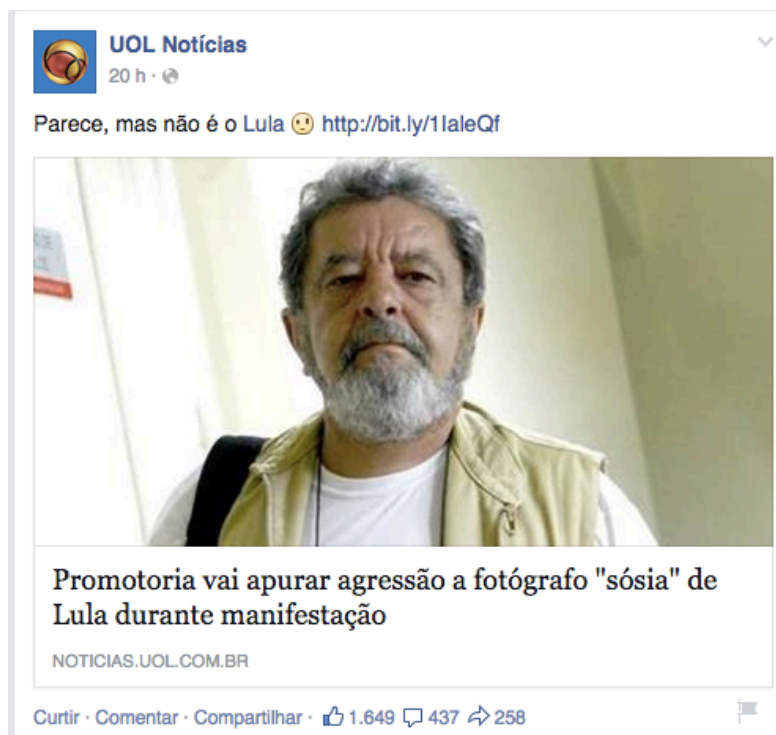 UOL Notícias
20 h ·
Parece, mas não é o Lula http://bit.ly/1IaleQf
Promotoria vai apurar agressão a fotógrafo "sósia" de
Lula durante manifestação
NOTICIAS.UOL.COM.BR
Curtir · Comentar · Compartilhar · 1.649 437 258